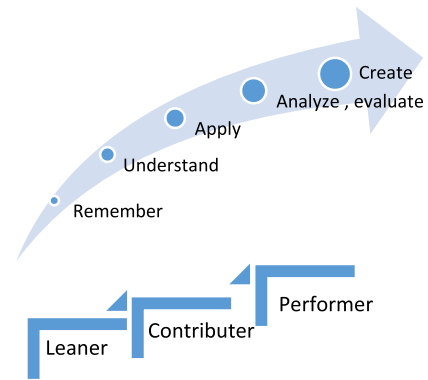 Create
Analyze , evaluate
Apply
Understand
Remember
Performer
Contributer
Leaner